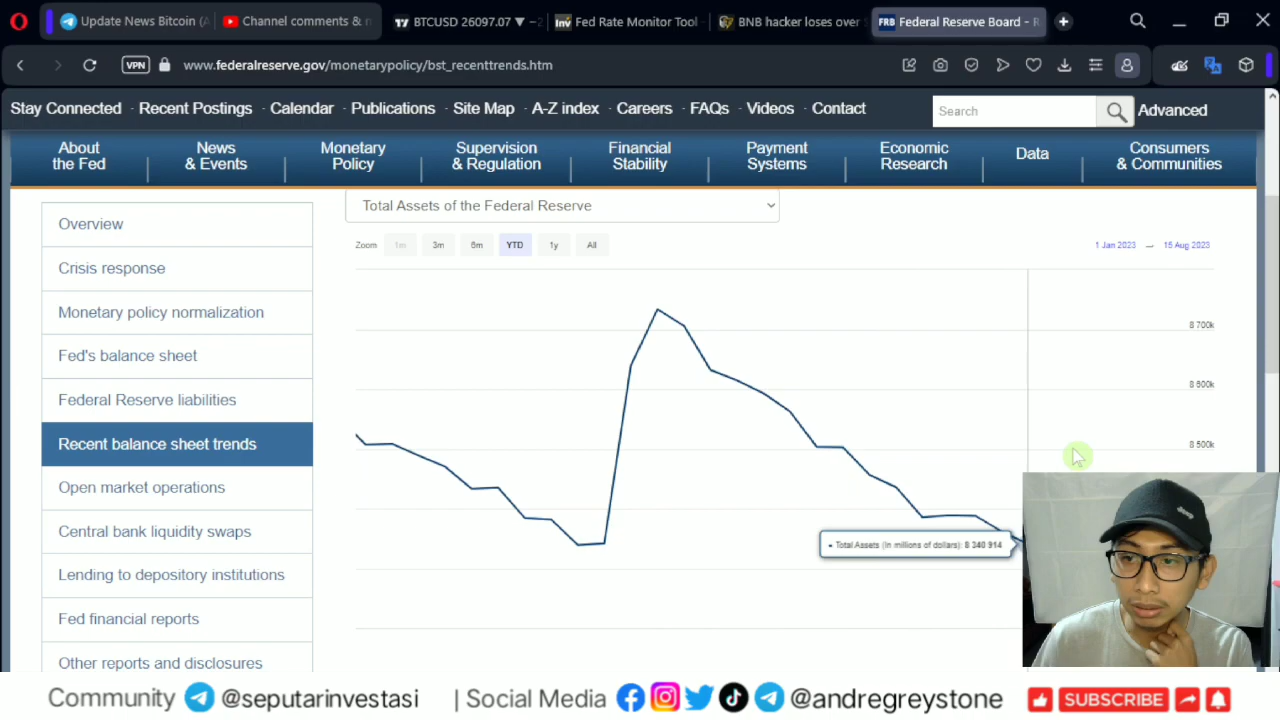 Update News Bitcoin (A
Channel comments & n
BTCUSD 26097.07 ▼ −2
Inv
Fed Rate Monitor Tool -
BNB hacker loses over
FRB
Federal Reserve Board - R
VPN
www.federalreserve.gov/monetarypolicy/bst_recenttrends.htm
Stay Connected · Recent Postings · Calendar · Publications · Site Map · A-Z index · Careers · FAQs · Videos · Contact
Search
Advanced
About
the Fed
News
& Events
Monetary
Policy
Supervision
& Regulation
Financial
Stability
Payment
Systems
Economic
Research
Data
Consumers
& Communities
Overview
Crisis response
Monetary policy normalization
Fed's balance sheet
Federal Reserve liabilities
Recent balance sheet trends
Open market operations
Central bank liquidity swaps
Lending to depository institutions
Fed financial reports
Other reports and disclosures
Total Assets of the Federal Reserve
Zoom 1m 3m 6m YTD 1y All
1 Jan 2023 — 15 Aug 2023
8 700k
8 600k
8 500k
Total Assets (in millions of dollars): 8 340 914
Jeep
Community @seputarinvestasi | Social Media @andregreystone SUBSCRIBE